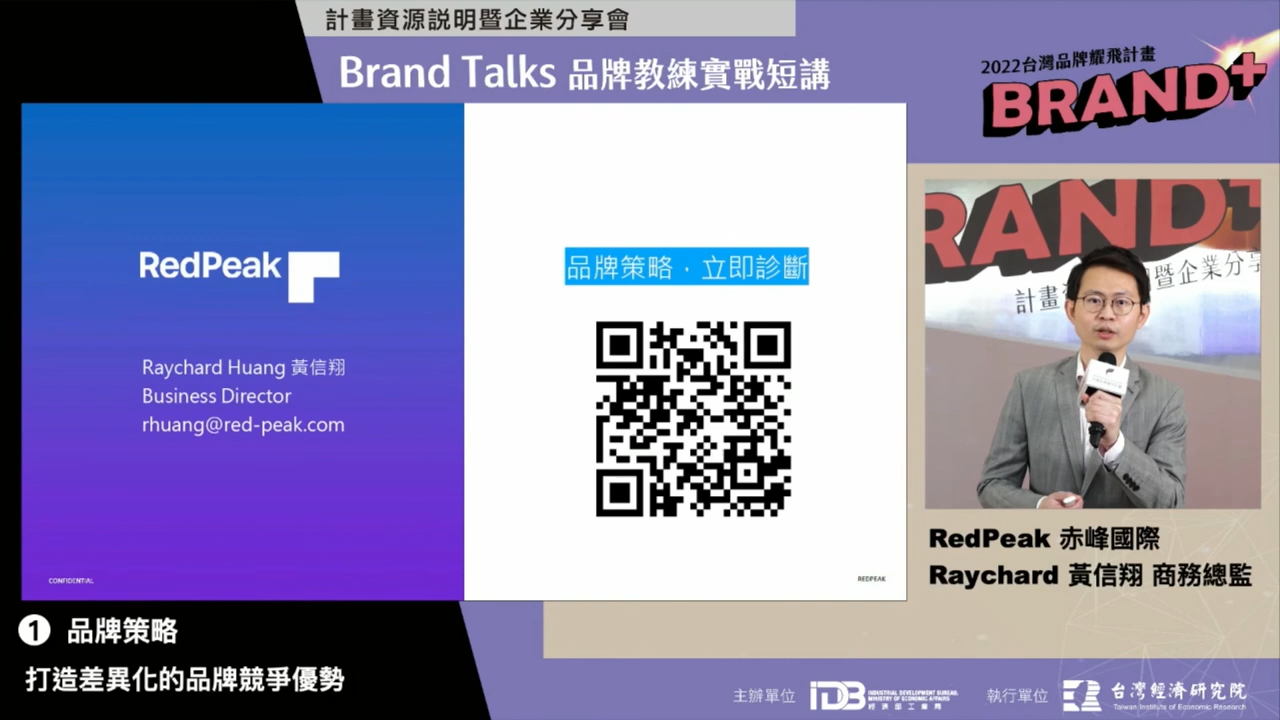 計畫資源説明暨企業分享會
Brand Talks 品牌教練實戰短講
2022台灣品牌耀飛計畫
BRAND+
RedPeak
Raychard Huang 黃信翔
Business Director
rhuang@red-peak.com
CONFIDENTIAL
品牌策略．立即診斷
REDPEAK
RAND+
計畫
暨企業分享
RedPeak 赤峰國際
Raychard 黃信翔 商務總監
1 品牌策略
打造差異化的品牌競爭優勢
主辦單位
IDB
INDUSTRIAL DEVELOPMENT BUREAU,
MINISTRY OF ECONOMIC AFFAIRS
經濟部工業局
執行單位
台灣經濟研究院
Taiwan Institute of Economic Research